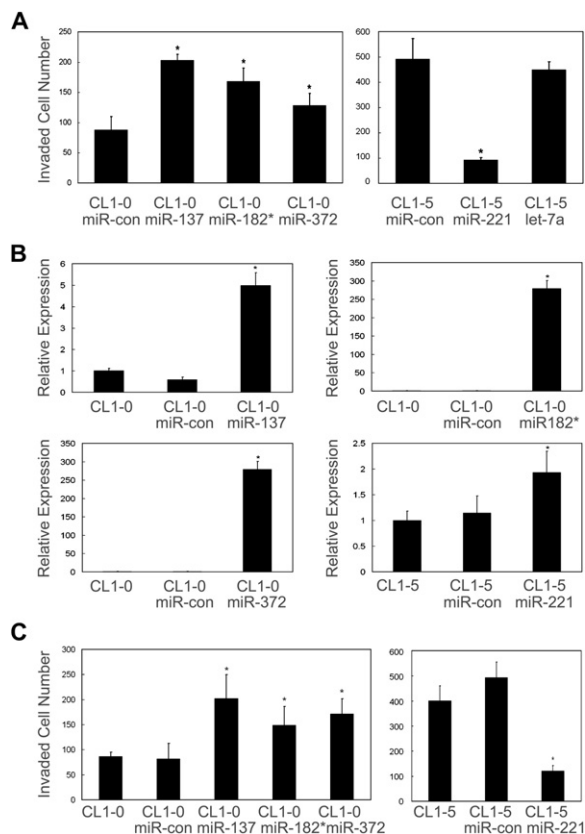 A
Invaded Cell Number
250
200
150
100
50
0
*
*
*
CL1-0 CL1-0 CL1-0 CL1-0
miR-con miR-137 miR-182* miR-372
600
500
400
300
200
100
0
*
CL1-5 CL1-5 CL1-5
miR-con miR-221 let-7a
B
Relative Expression
6
5
4
3
2
1
0
*
CL1-0 CL1-0 CL1-0
miR-con miR-137
Relative Expression
350
300
250
200
150
100
50
0
*
CL1-0 CL1-0 CL1-0
miR-con miR182*
Relative Expression
350
300
250
200
150
100
50
0
*
CL1-0 CL1-0 CL1-0
miR-con miR-372
Relative Expression
2.5
2
1.5
1
0.5
0
*
CL1-5 CL1-5 CL1-5
miR-con miR-221
C
Invaded Cell Number
300
250
200
150
100
50
0
*
*
*
CL1-0 CL1-0 CL1-0 CL1-0 CL1-0
miR-con miR-137 miR-182* miR-372
600
500
400
300
200
100
0
*
CL1-5 CL1-5 CL1-5
miR-con miR-221